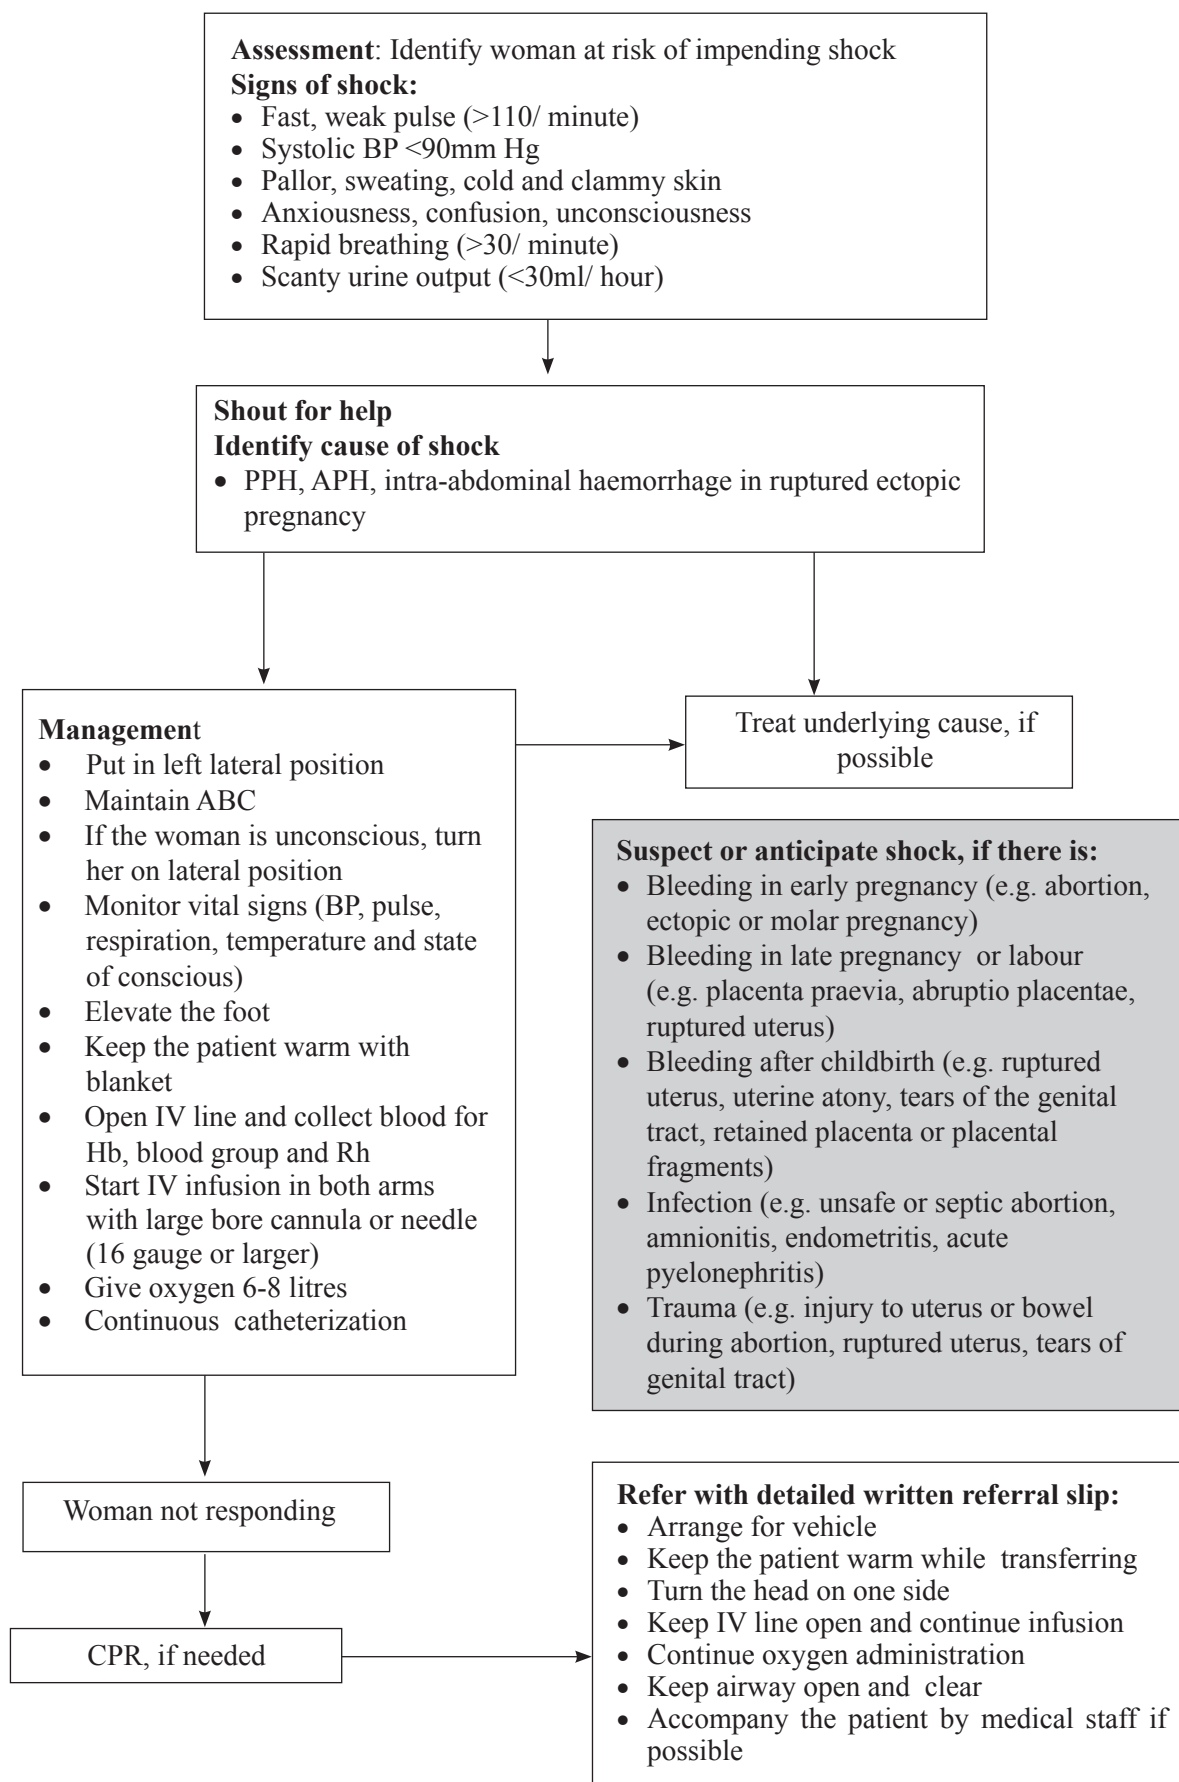 Assessment: Identify woman at risk of impending shock
Signs of shock:
• Fast, weak pulse (>110/ minute)
• Systolic BP <90mm Hg
• Pallor, sweating, cold and clammy skin
• Anxiousness, confusion, unconsciousness
• Rapid breathing (>30/ minute)
• Scanty urine output (<30ml/ hour)
Shout for help
Identify cause of shock
• PPH, APH, intra-abdominal haemorrhage in ruptured ectopic
pregnancy
Management
• Put in left lateral position
• Maintain ABC
• If the woman is unconscious, turn
her on lateral position
• Monitor vital signs (BP, pulse,
respiration, temperature and state
of conscious)
• Elevate the foot
• Keep the patient warm with
blanket
• Open IV line and collect blood for
Hb, blood group and Rh
• Start IV infusion in both arms
with large bore cannula or needle
(16 gauge or larger)
• Give oxygen 6-8 litres
• Continuous catheterization
Treat underlying cause, if
possible
Suspect or anticipate shock, if there is:
• Bleeding in early pregnancy (e.g. abortion,
ectopic or molar pregnancy)
• Bleeding in late pregnancy or labour
(e.g. placenta praevia, abruptio placentae,
ruptured uterus)
• Bleeding after childbirth (e.g. ruptured
uterus, uterine atony, tears of the genital
tract, retained placenta or placental
fragments)
• Infection (e.g. unsafe or septic abortion,
amnionitis, endometritis, acute
pyelonephritis)
• Trauma (e.g. injury to uterus or bowel
during abortion, ruptured uterus, tears of
genital tract)
Woman not responding
CPR, if needed
Refer with detailed written referral slip:
• Arrange for vehicle
• Keep the patient warm while transferring
• Turn the head on one side
• Keep IV line open and continue infusion
• Continue oxygen administration
• Keep airway open and clear
• Accompany the patient by medical staff if
possible